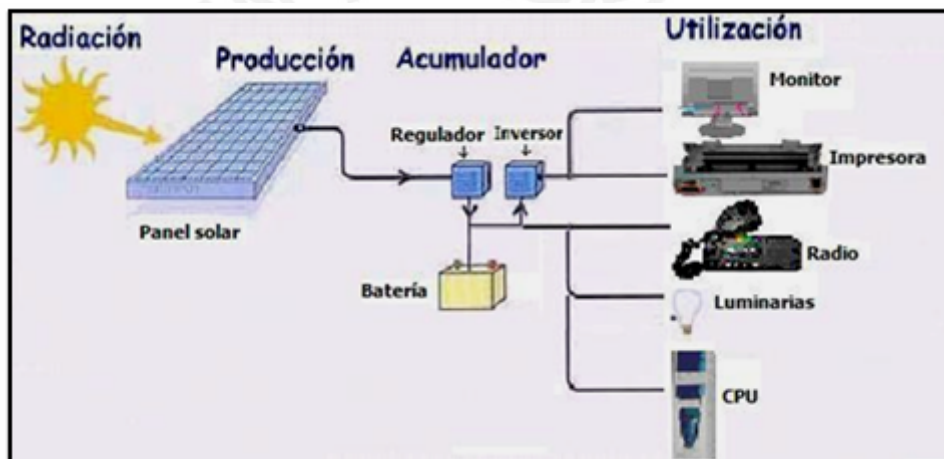 Radiación
Producción
Acumulador
Utilización
Monitor
Regulador
Inversor
Impresora
Panel solar
Radio
Batería
Luminarias
CPU